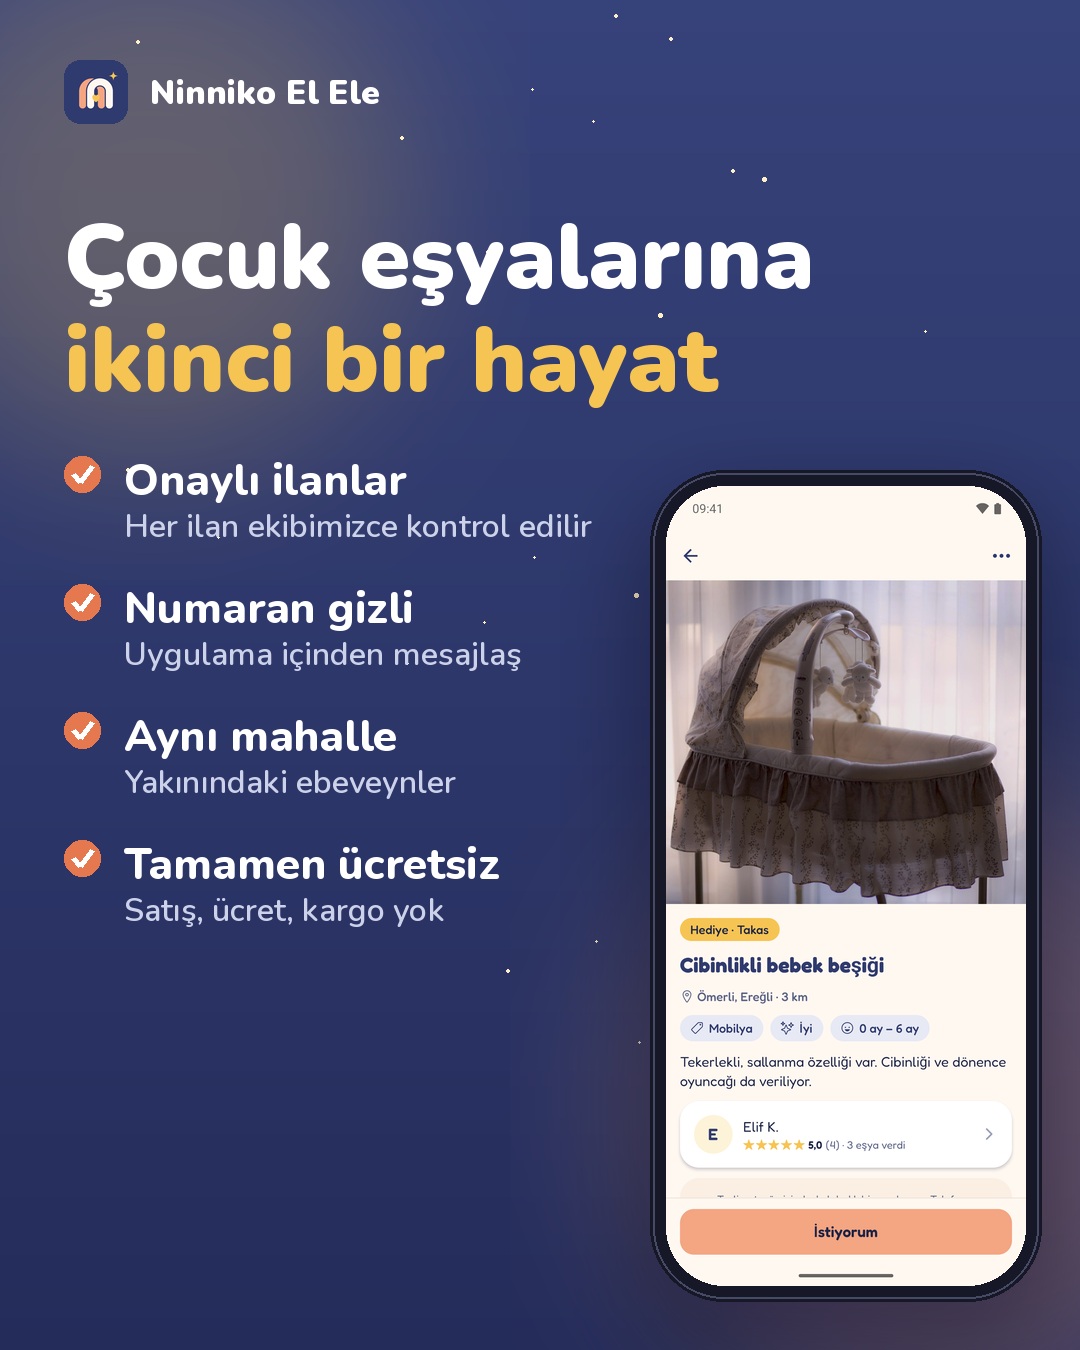 Ninniko El Ele
Çocuk eşyalarına
ikinci bir hayat
Onaylı ilanlar
Her ilan ekibimizce kontrol edilir
Numaran gizli
Uygulama içinden mesajlaş
Aynı mahalle
Yakınındaki ebeveynler
Tamamen ücretsiz
Satış, ücret, kargo yok
09:41
Hediye · Takas
Cibinlikli bebek beşiği
Ömerli, Ereğli · 3 km
Mobilya İyi 0 ay – 6 ay
Tekerlekli, sallanma özelliği var. Cibinliği ve dönence
oyuncağı da veriliyor.
E
Elif K.
5,0 (4) · 3 eşya verdi
İstiyorum